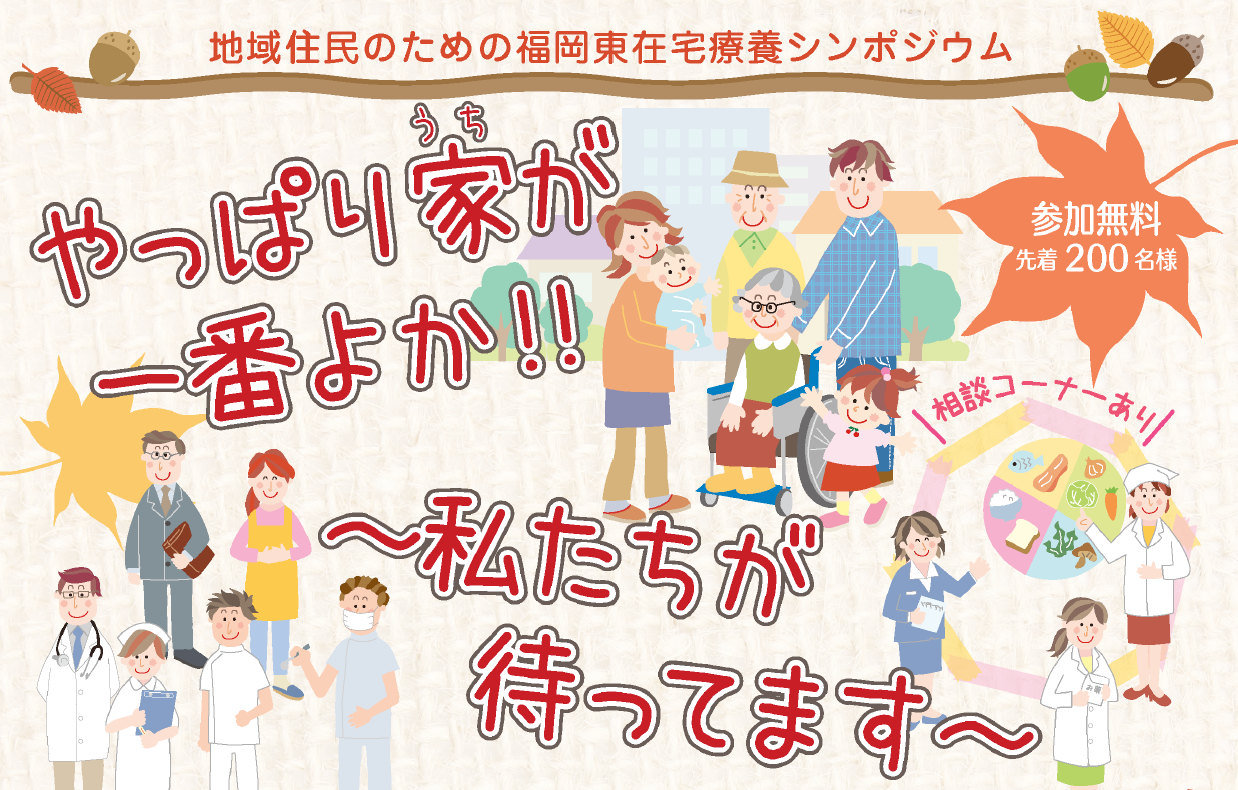 地域住民のための福岡東在宅療養シンポジウム
うち
やっぱり家が
一番よか!!
参加無料
先着200名様
\相談コーナーあり/
~私たちが
待ってます~
お薬